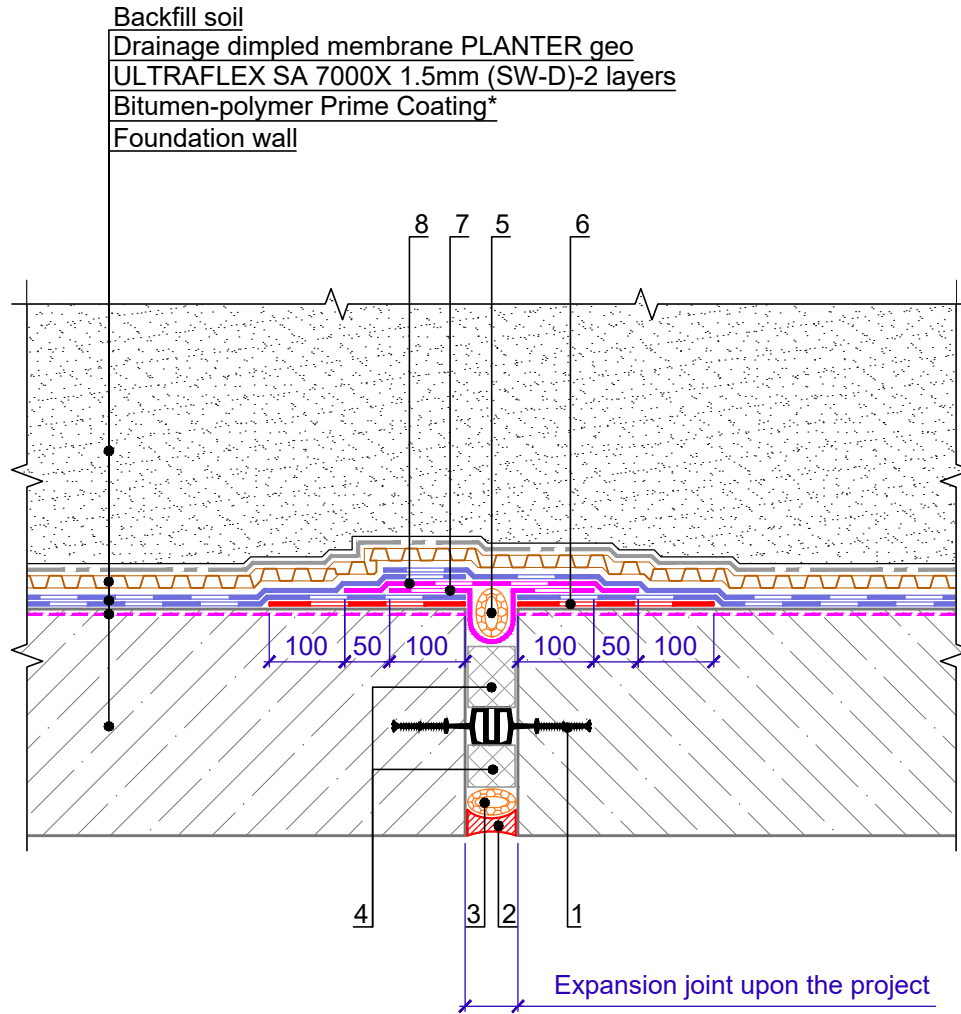 Backfill soil
Drainage dimpled membrane PLANTER geo
ULTRAFLEX SA 7000X 1.5mm (SW-D)-2 layers
Bitumen-polymer Prime Coating*
Foundation wall
8 7 5 6
100 50 100 100 50 100
4 3 2 1
Expansion joint upon the project